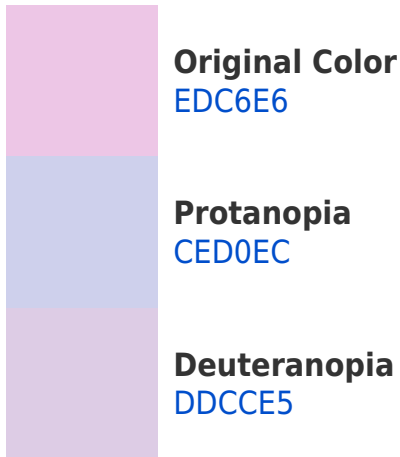 Original Color
EDC6E6
Protanopia
CED0EC
Deuteranopia
DDCCE5